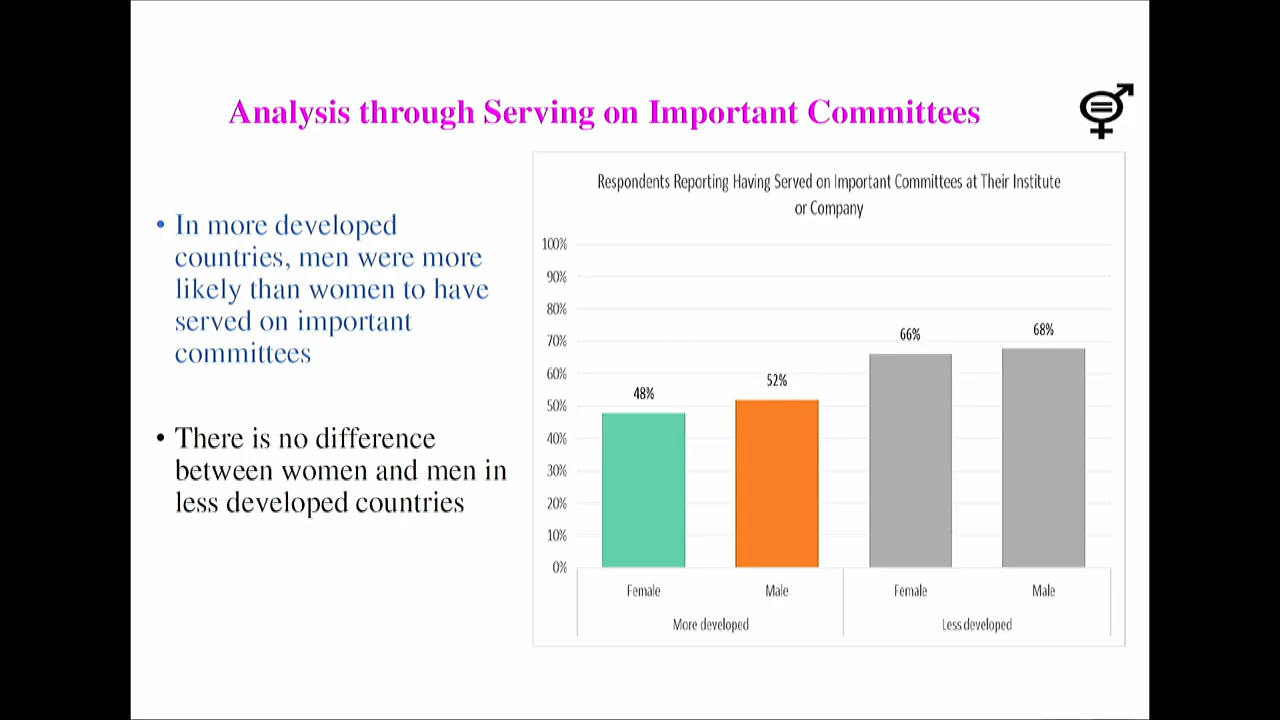 Analysis through Serving on Important Committees
• In more developed
countries, men were more
likely than women to have
served on important
committees
• There is no difference
between women and men in
less developed countries
Respondents Reporting Having Served on Important Committees at Their Institute
or Company
100%
90%
80%
70%
60%
50%
40%
30%
20%
10%
0%
48%
52%
66%
68%
Female
Male
Female
Male
More developed
Less developed